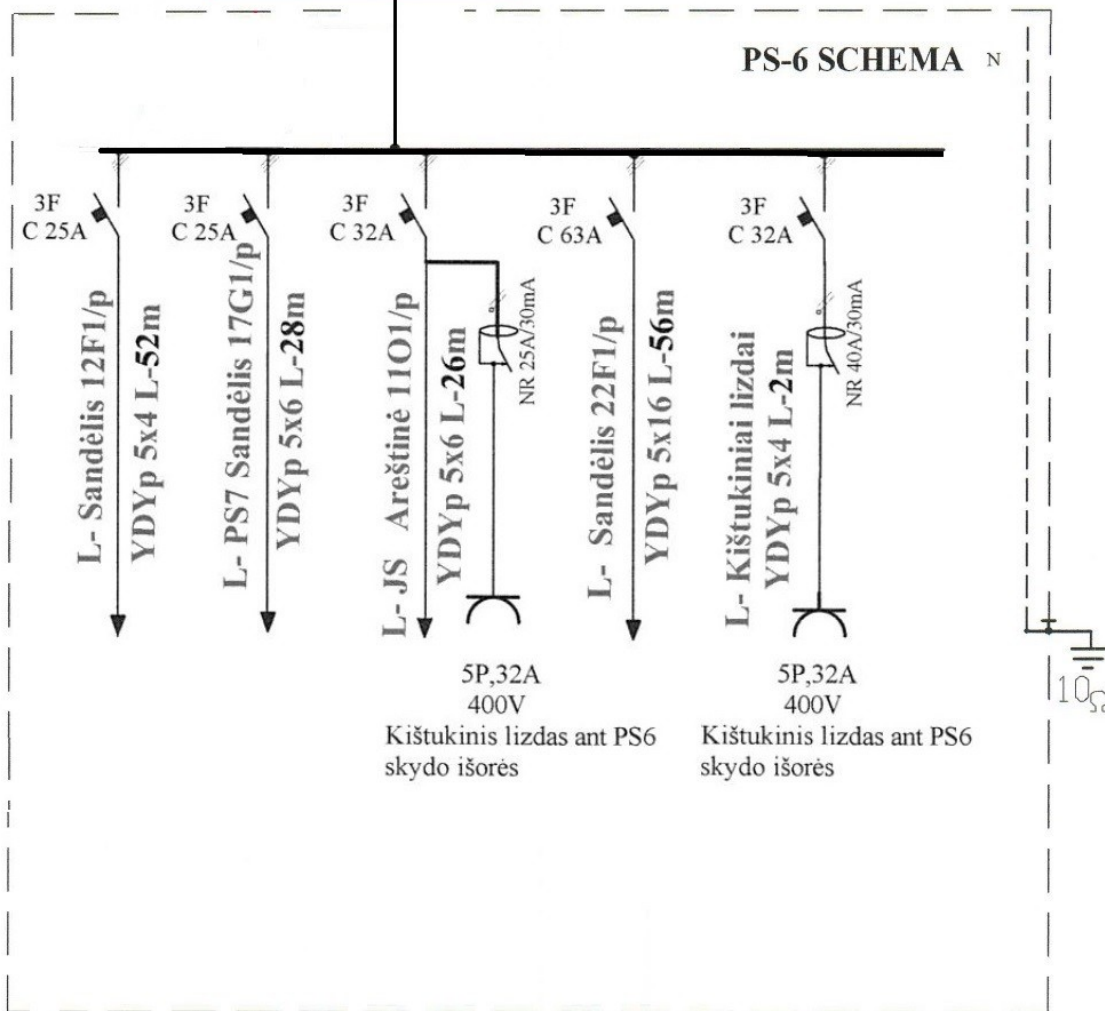 PS-6 SCHEMA N
3F
C 25A
3F
C 25A
3F
C 32A
3F
C 63A
3F
C 32A
L- Sandėlis 12F1/p
YDYp 5x4 L-52m
L- PS7 Sandėlis 17G1/p
YDYp 5x6 L-28m
L- JS Areštinė 11O1/p
YDYp 5x6 L-26m
NR 25A/30mA
L- Sandėlis 22F1/p
YDYp 5x16 L-56m
L- Kištukiniai lizdai
YDYp 5x4 L-2m
NR 40A/30mA
5P,32A
400V
Kištukinis lizdas ant PS6
skydo išorės
5P,32A
400V
Kištukinis lizdas ant PS6
skydo išorės
10Ω